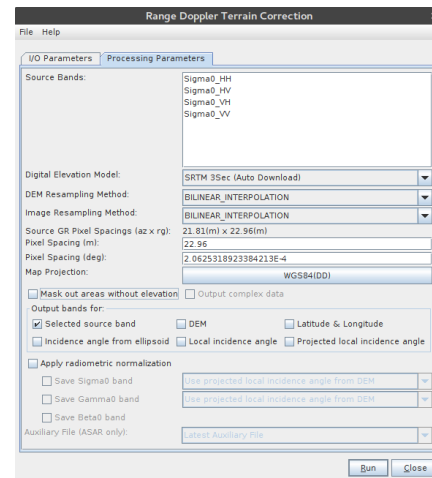 Range Doppler Terrain Correction
File Help
I/O Parameters Processing Parameters
Source Bands:
Sigma0_HH
Sigma0_HV
Sigma0_VH
Sigma0_VV
Digital Elevation Model: SRTM 3Sec (Auto Download)
DEM Resampling Method: BILINEAR_INTERPOLATION
Image Resampling Method: BILINEAR_INTERPOLATION
Source GR Pixel Spacings (az x rg): 21.81(m) x 22.96(m)
Pixel Spacing (m): 22.96
Pixel Spacing (deg): 2.0625318923384213E-4
Map Projection: WGS84(DD)
Mask out areas without elevation Output complex data
Output bands for:
Selected source band DEM Latitude & Longitude
Incidence angle from ellipsoid Local incidence angle Projected local incidence angle
Apply radiometric normalization
Save Sigma0 band Use projected local incidence angle from DEM
Save Gamma0 band Use projected local incidence angle from DEM
Save Beta0 band
Auxiliary File (ASAR only): Latest Auxiliary File
Run Close